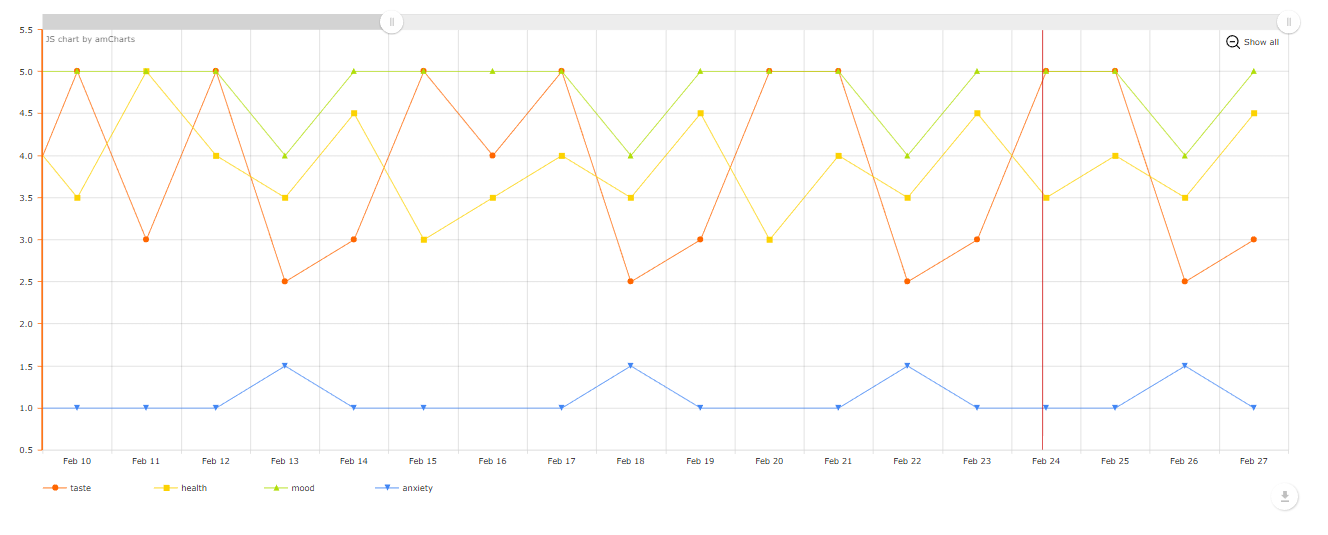 5.5
JS chart by amCharts
Show all
5.0
4.5
4.0
3.5
3.0
2.5
2.0
1.5
1.0
0.5
Feb 10 Feb 11 Feb 12 Feb 13 Feb 14 Feb 15 Feb 16 Feb 17 Feb 18 Feb 19 Feb 20 Feb 21 Feb 22 Feb 23 Feb 24 Feb 25 Feb 26 Feb 27
taste health mood anxiety